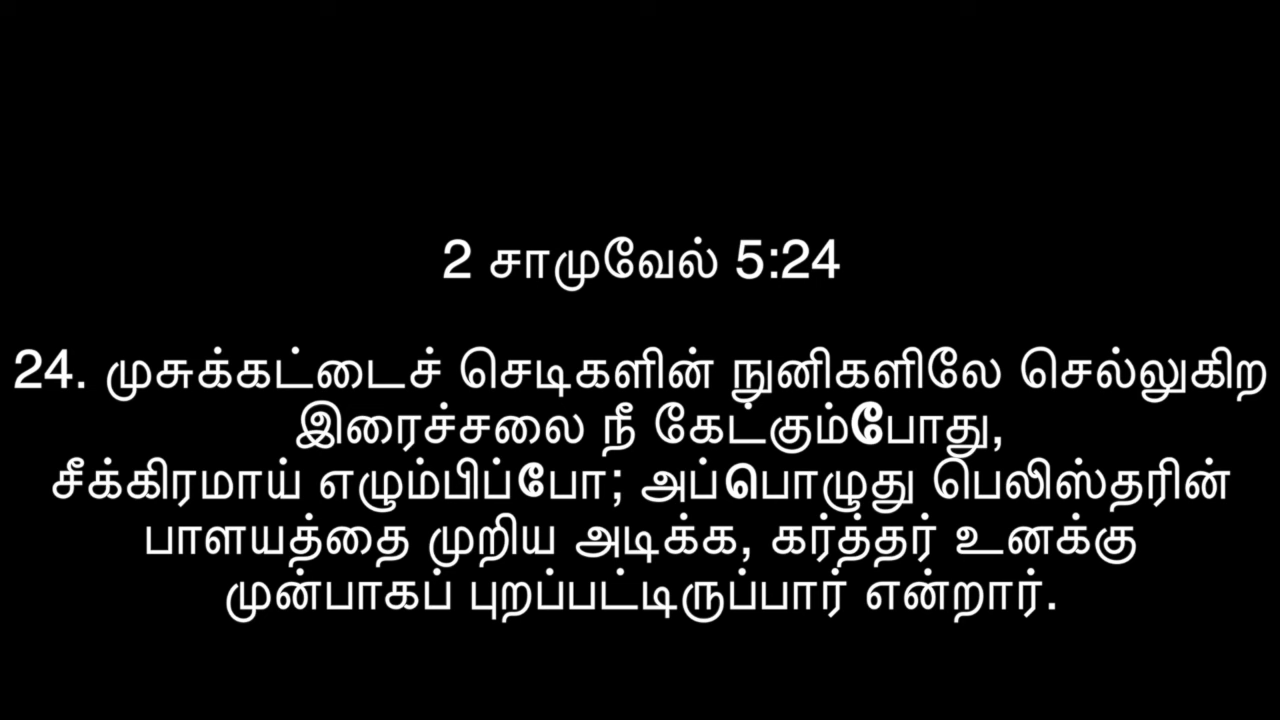 2 சாமுவேல் 5:24
24. முசுக்கட்டைச் செடிகளின் நுனிகளிலே செல்லுகிற
இரைச்சலை நீ கேட்கும்போது,
சீக்கிரமாய் எழும்பிப்போ; அப்பொழுது பெலிஸ்தரின்
பாளயத்தை முறிய அடிக்க, கர்த்தர் உனக்கு
முன்பாகப் புறப்பட்டிருப்பார் என்றார்.